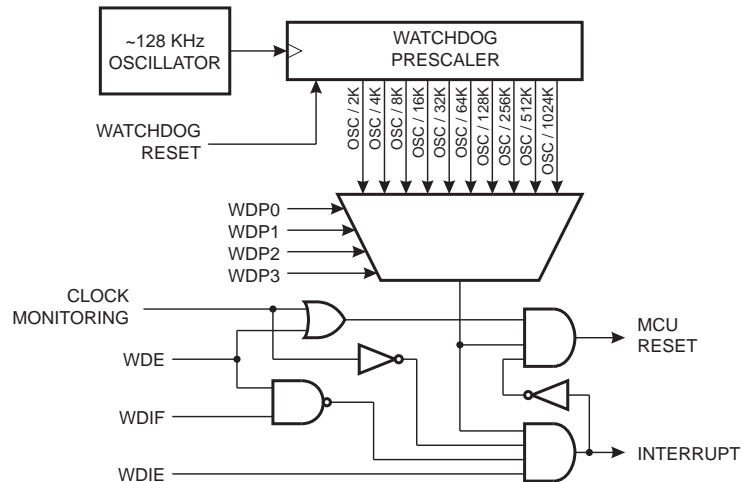 ~128 KHz
OSCILLATOR
WATCHDOG
PRESCALER
WATCHDOG
RESET
OSC / 2K
OSC / 4K
OSC / 8K
OSC / 16K
OSC / 32K
OSC / 64K
OSC / 128K
OSC / 256K
OSC / 512K
OSC / 1024K
WDP0
WDP1
WDP2
WDP3
CLOCK
MONITORING
MCU
RESET
WDE
WDIF
WDIE
INTERRUPT